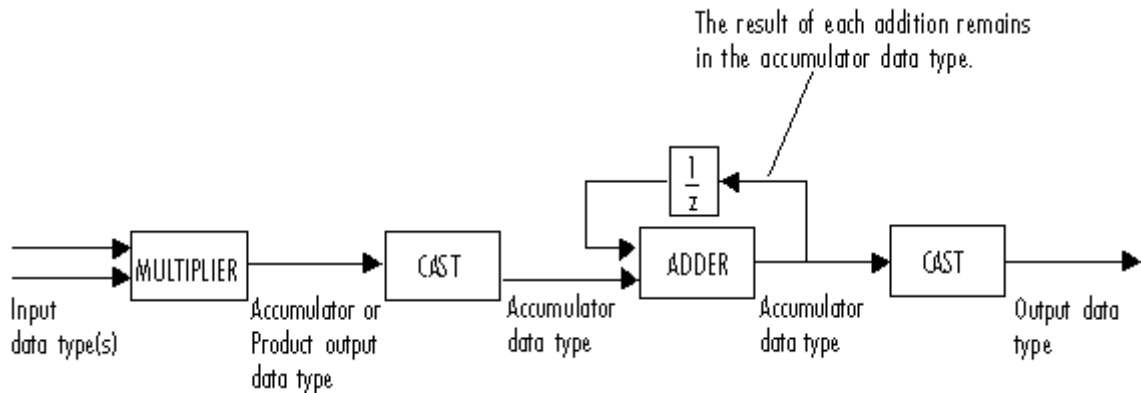 The result of each addition remains
in the accumulator data type.
1
z
MULTIPLIER
CAST
ADDER
CAST
Input
data type(s)
Accumulator or
Product output
data type
Accumulator
data type
Accumulator
data type
Output data
type